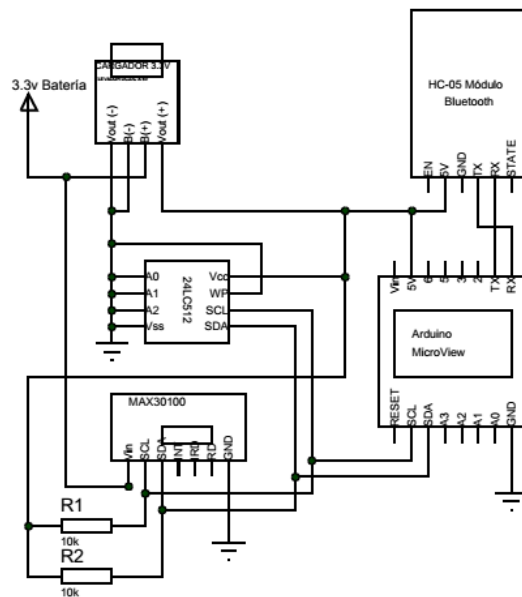 CARGADOR 3.3V
3.3v Batería
Vout (-)
B(-)
B(+)
Vout (+)
HC-05 Módulo
Bluetooth
EN
5V
GND
TX
RX
STATE
A0
A1
A2
Vss
24LC512
Vcc
WP
SCL
SDA
Vin
5V
6
5
3
2
TX
RX
Arduino
MicroView
RESET
SCL
SDA
A3
A2
A1
A0
GND
MAX30100
Vin
SCL
SDA
INT
IRD
RD
GND
R1
10k
R2
10k